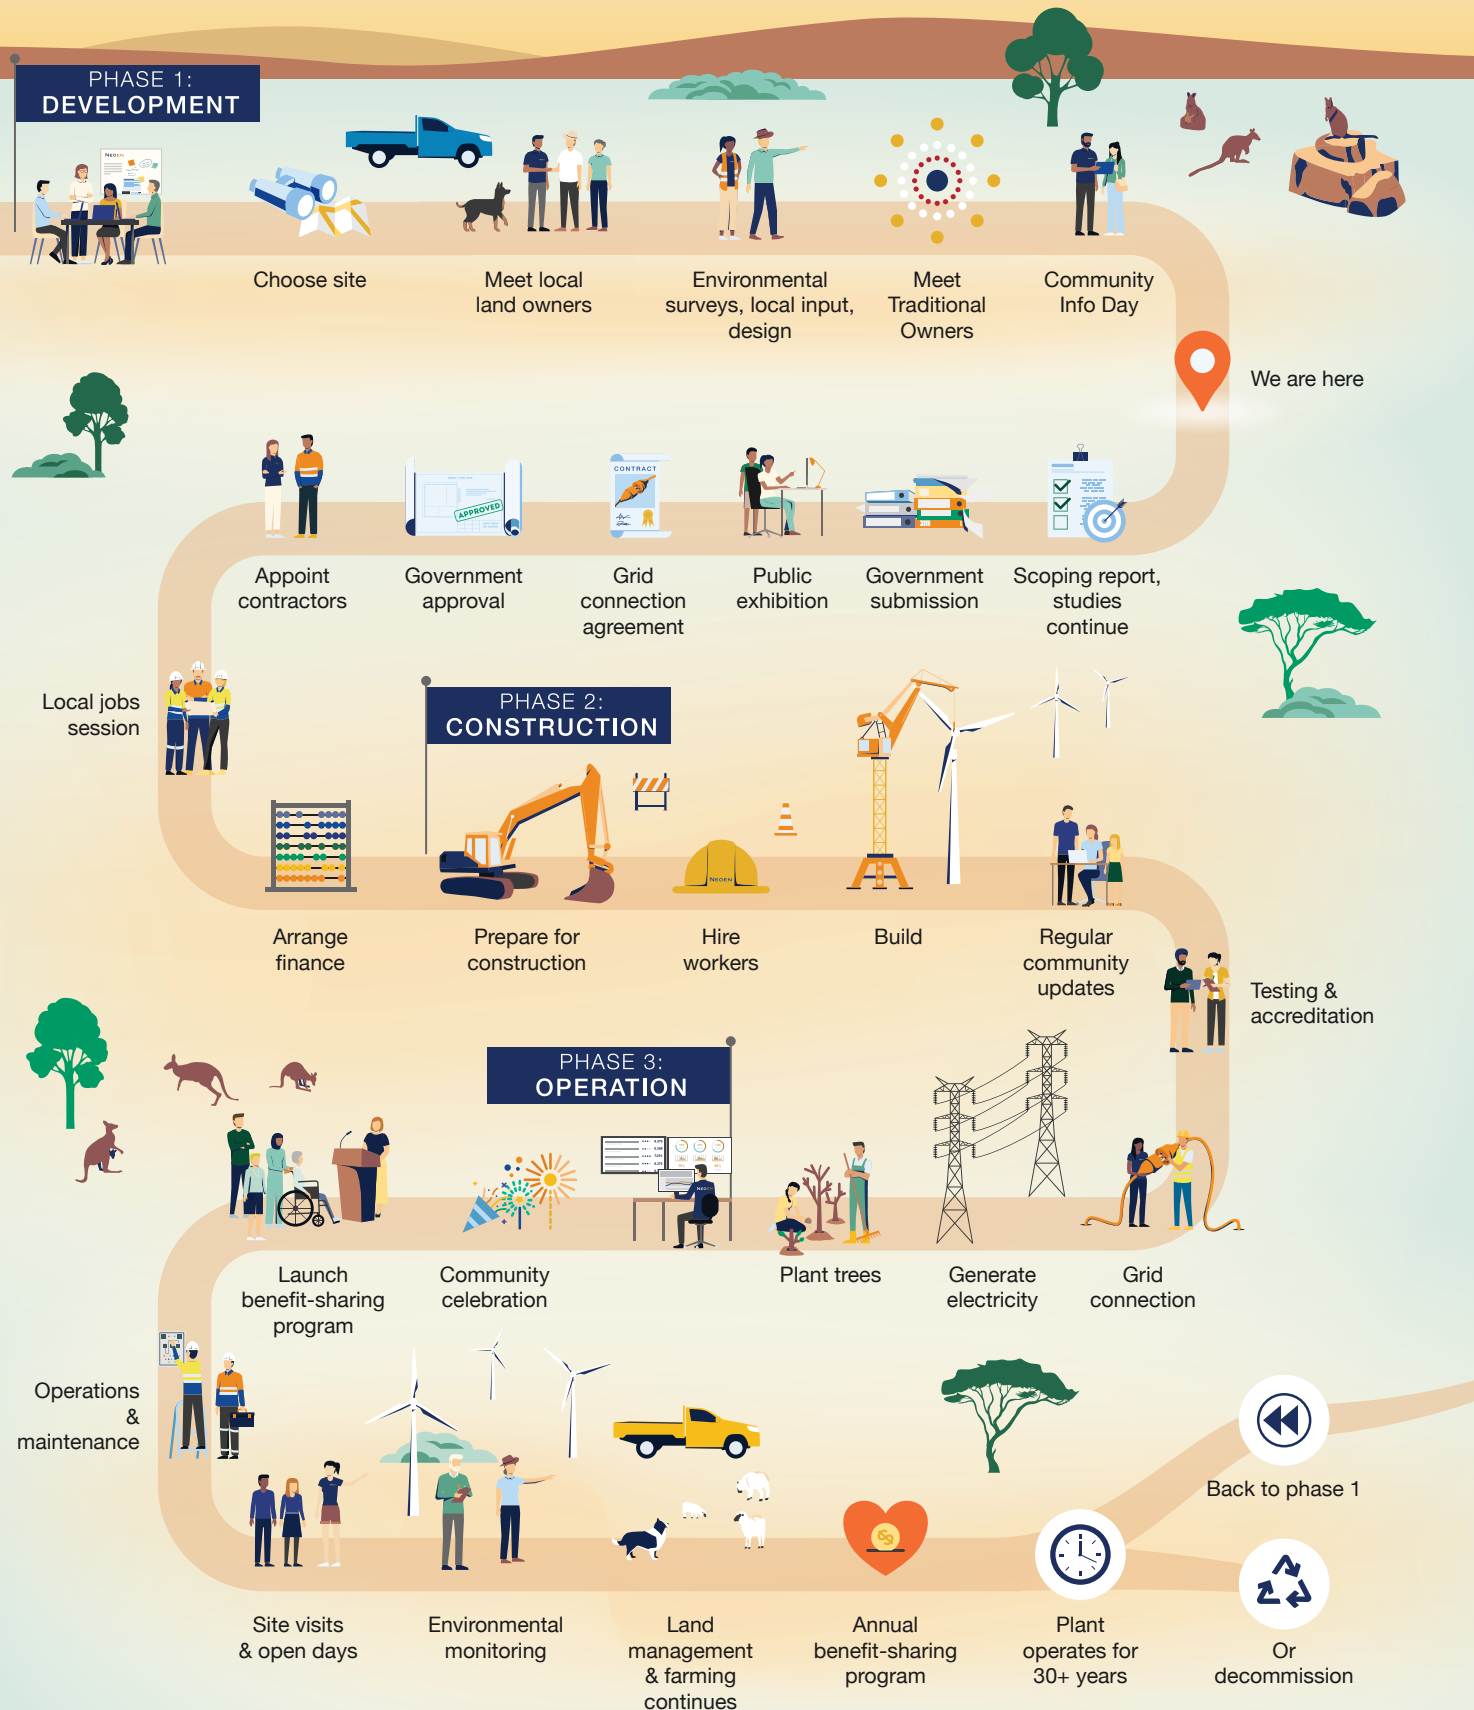 PHASE 1:
DEVELOPMENT
NEOEN
Choose site
Meet local
land owners
Environmental
surveys, local input,
design
Meet
Traditional
Owners
Community
Info Day
We are here
CONTRACT
APPROVED
Scoping report,
studies
continue
Government
submission
Public
exhibition
Grid
connection
agreement
Government
approval
Appoint
contractors
Local jobs
session
Arrange
finance
PHASE 2:
CONSTRUCTION
Prepare for
construction
NEOEN
Hire
workers
Build
Regular
community
updates
Testing &
accreditation
Grid
connection
Generate
electricity
Plant trees
PHASE 3:
OPERATION
NEOEN
Community
celebration
Launch
benefit-sharing
program
Operations
&
maintenance
Site visits
& open days
Environmental
monitoring
Land
management
& farming
continues
Annual
benefit-sharing
program
Plant
operates for
30+ years
Back to phase 1
Or
decommission